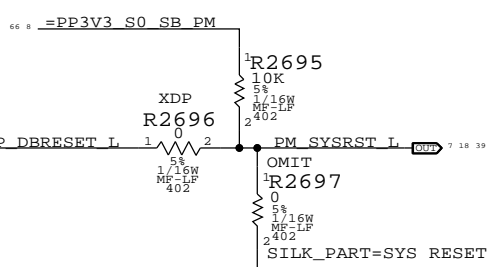 66 8 =PP3V3_S0_SB_PM
1 R2695
10K
5%
1/16W
MF-LF
2 402
XDP
R2696
1 0 2
5%
1/16W
MF-LF
402
P_DBRESET_L
PM_SYSRST_L OUT 7 18 39
OMIT
1 R2697
0
5%
1/16W
MF-LF
2 402
SILK_PART=SYS RESET